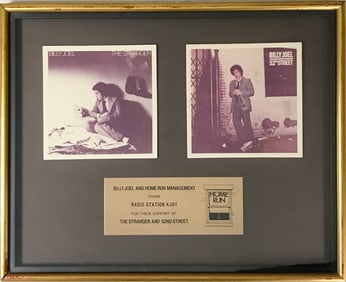 BILLY JOEL THE STRANGER
BILLY JOEL
52ND STREET
BILLY JOEL AND HOME RUN MANAGEMENT
THANK
RADIO STATION KJOY
FOR THEIR SUPPORT OF
THE STRANGER AND 52ND STREET
HOME
RUN